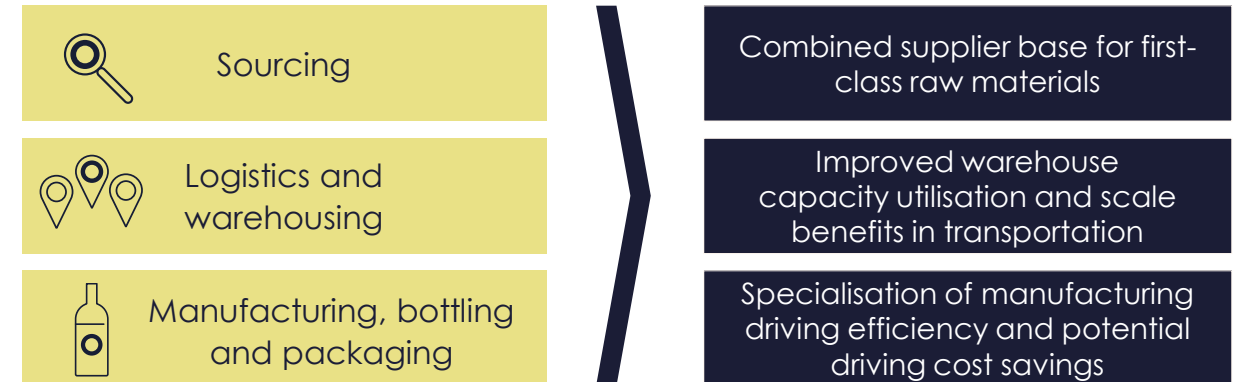 Sourcing
Combined supplier base for first-
class raw materials
Logistics and
warehousing
Improved warehouse
capacity utilisation and scale
benefits in transportation
Manufacturing, bottling
and packaging
Specialisation of manufacturing
driving efficiency and potential
driving cost savings